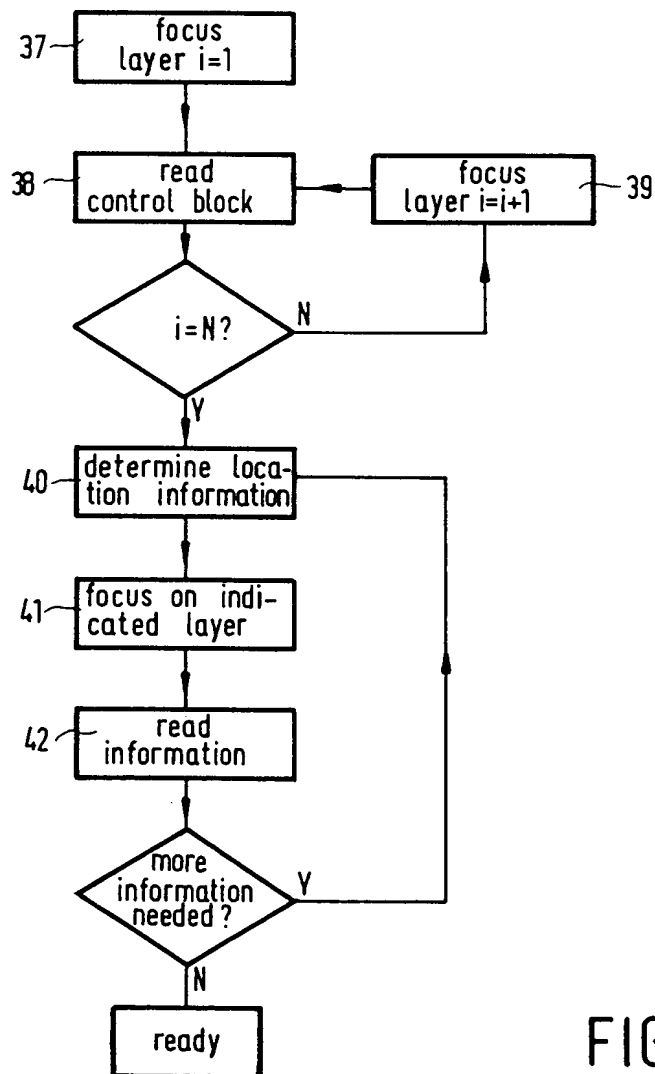 37
focus
layer i=1
38
read
control block
focus
layer i=i+1
39
i=N?
N
Y
40
determine loca-
tion information
41
focus on indi-
cated layer
42
read
information
more
information
needed?
Y
N
ready
FIG